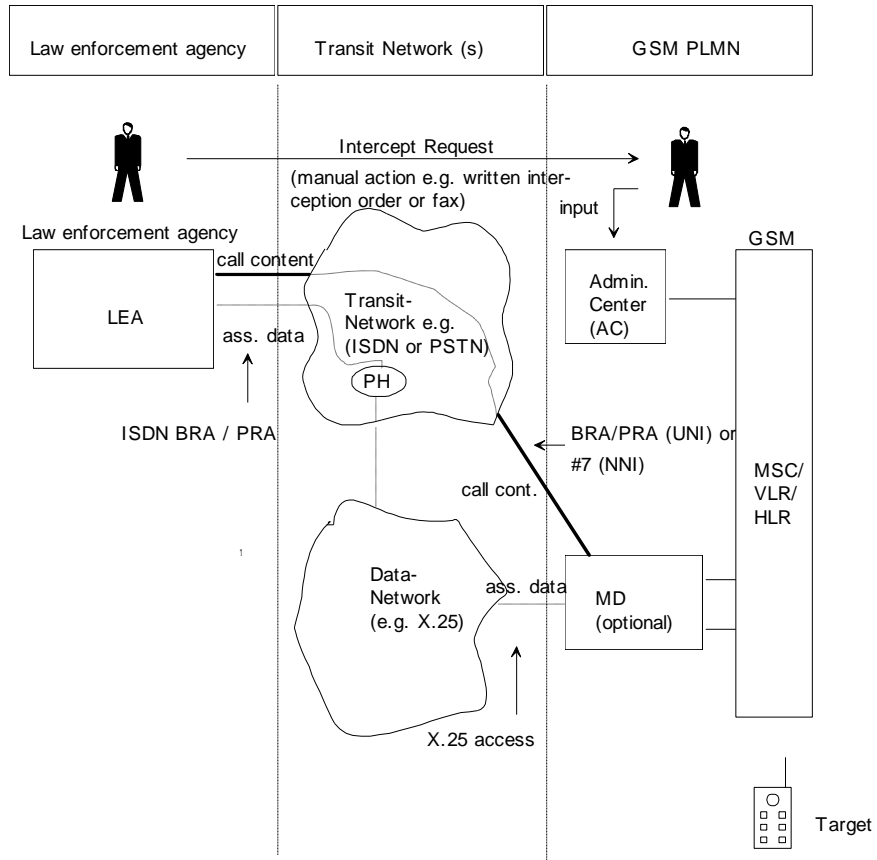 Law enforcement agency
Transit Network (s)
GSM PLMN
Intercept Request
(manual action e.g. written inter-
ception order or fax)
input
Law enforcement agency
GSM
call content
LEA
Transit-
Network e.g.
(ISDN or PSTN)
Admin.
Center
(AC)
ass. data
PH
ISDN BRA / PRA
BRA/PRA (UNI) or
#7 (NNI)
MSC/
VLR/
HLR
call cont.
1
Data-
Network
(e.g. X.25)
ass. data
MD
(optional)
X.25 access
Target